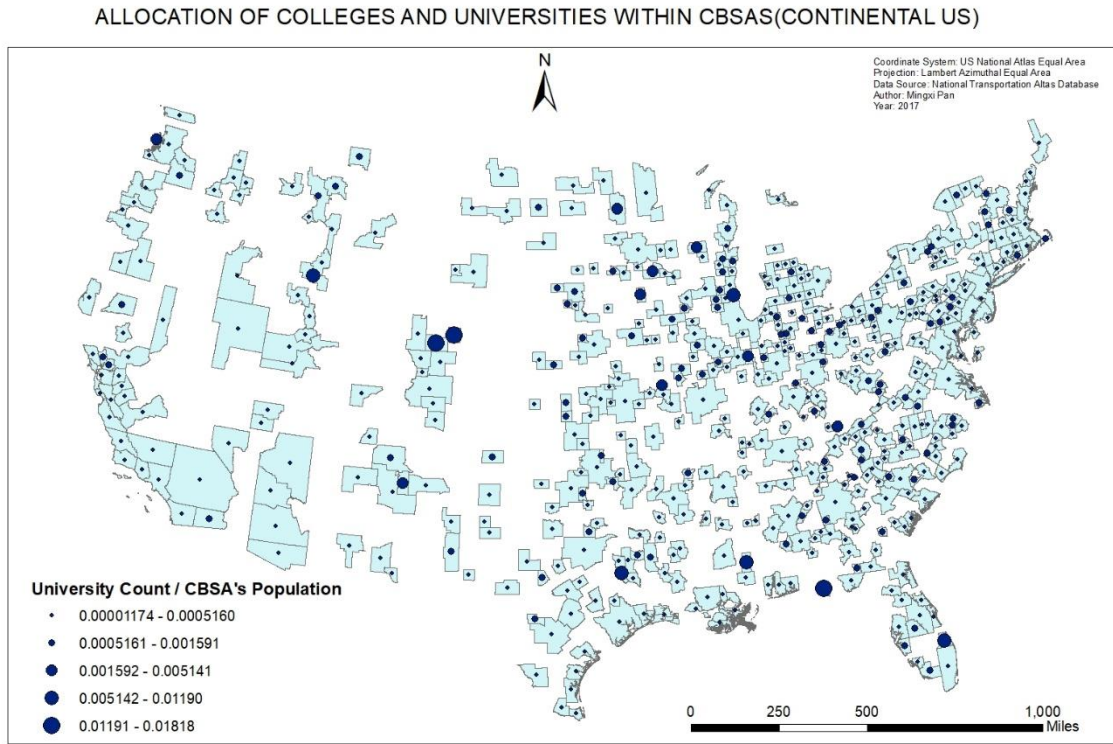 ALLOCATION OF COLLEGES AND UNIVERSITIES WITHIN CBSAS(CONTINENTAL US)
N
Coordinate System: US National Atlas Equal Area
Projection: Lambert Azimuthal Equal Area
Data Source: National Transportation Altas Database
Author: Mingxi Pan
Year: 2017
University Count / CBSA's Population
0.00001174 - 0.0005160
0.0005161 - 0.001591
0.001592 - 0.005141
0.005142 - 0.01190
0.01191 - 0.01818
0 250 500 1,000
Miles